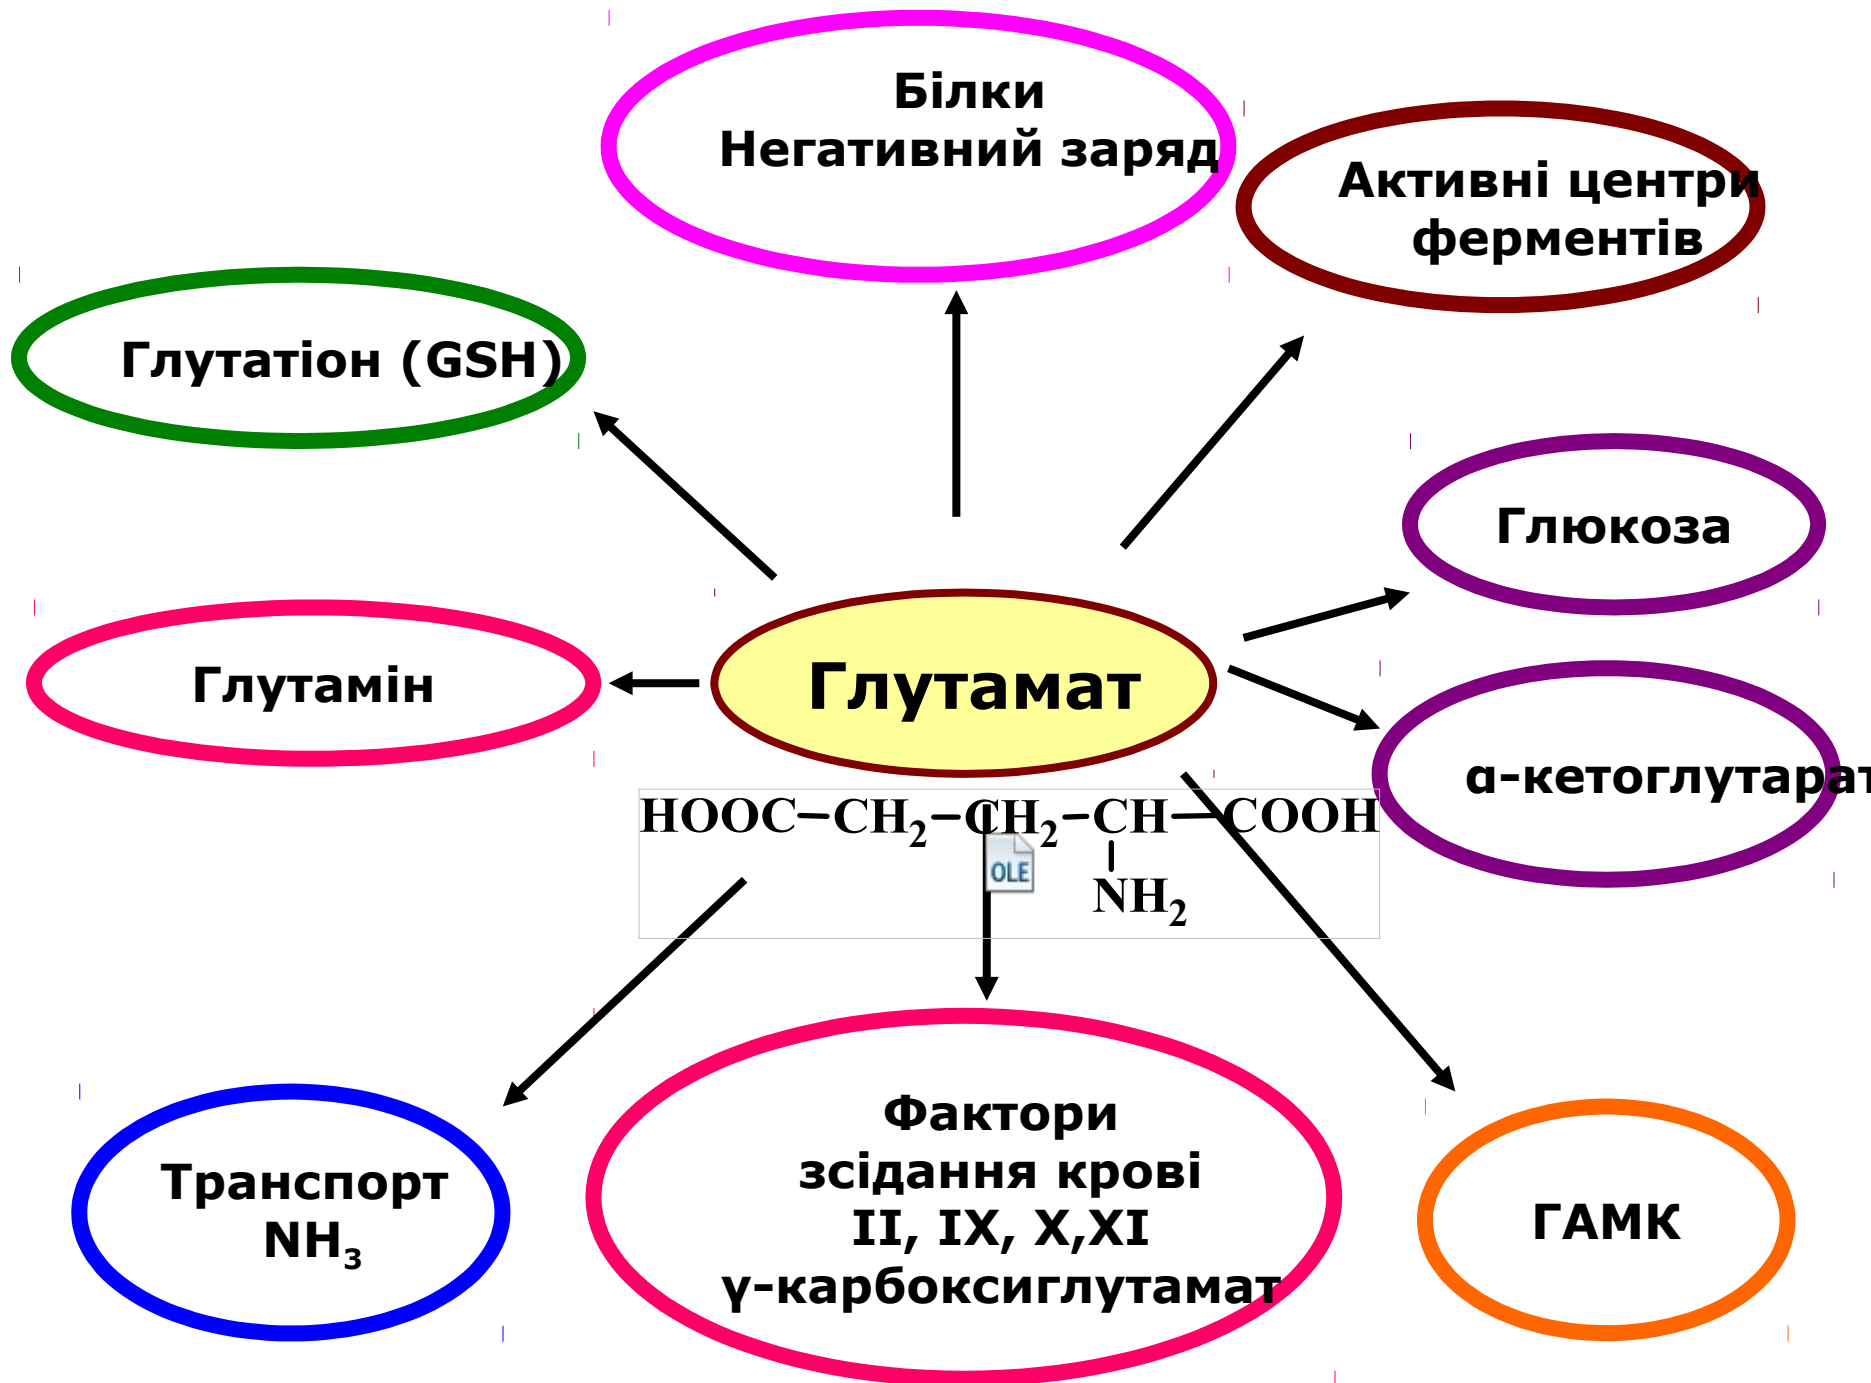 Білки
Негативний заряд
Активні центри
ферментів
Глутатіон (GSH)
Глюкоза
Глутамін
Глутамат
α-кетоглутарат
HOOC—CH₂—CH₂—CH—COOH
NH₂
OLE
Фактори
зсідання крові
II, IX, X,XI
γ-карбоксиглутамат
Транспорт
NH₃
ГАМК